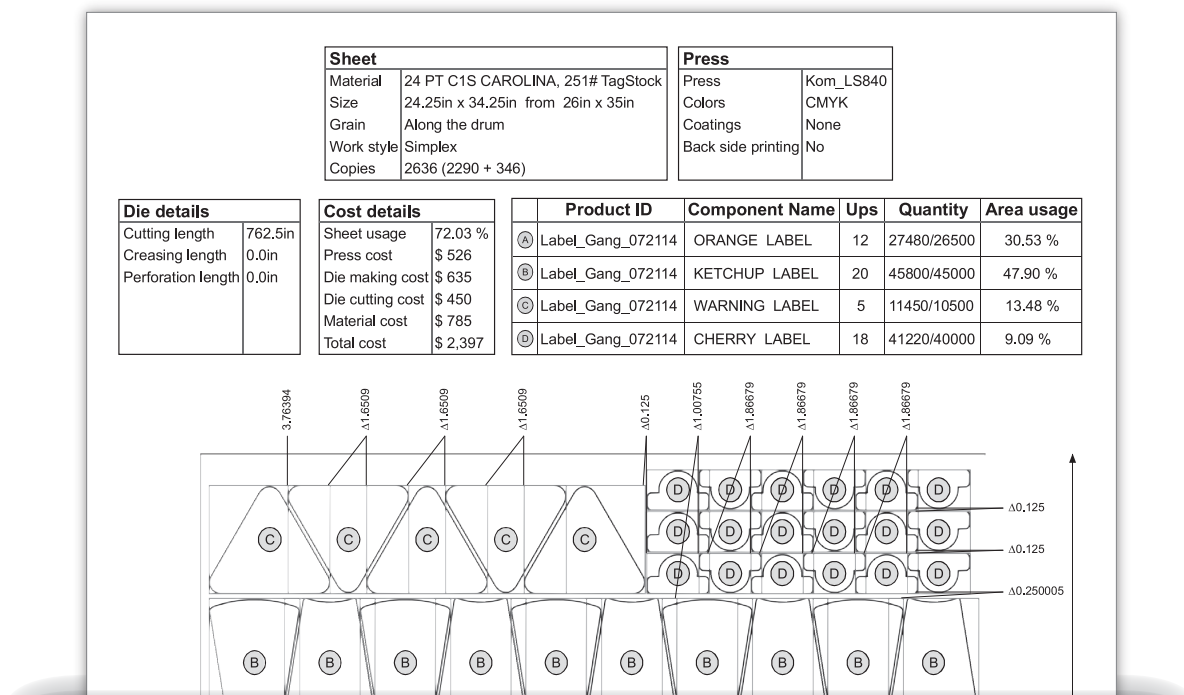 Sheet
Material 24 PT C1S CAROLINA, 251# TagStock
Size 24.25in x 34.25in from 26in x 35in
Grain Along the drum
Work style Simplex
Copies 2636 (2290 + 346)
Press
Press Kom_LS840
Colors CMYK
Coatings None
Back side printing No
Die details
Cutting length 762.5in
Creasing length 0.0in
Perforation length 0.0in
Cost details
Sheet usage 72.03 %
Press cost $ 526
Die making cost $ 635
Die cutting cost $ 450
Material cost $ 785
Total cost $ 2,397
Product ID Component Name Ups Quantity Area usage
A Label_Gang_072114 ORANGE LABEL 12 27480/26500 30.53 %
B Label_Gang_072114 KETCHUP LABEL 20 45800/45000 47.90 %
C Label_Gang_072114 WARNING LABEL 5 11450/10500 13.48 %
D Label_Gang_072114 CHERRY LABEL 18 41220/40000 9.09 %
3.76394 Δ1.6509 Δ1.6509 Δ1.6509 Δ0.125 Δ1.00755 Δ1.86679 Δ1.86679 Δ1.86679 Δ1.86679
D D D D D D
Δ0.125
C C C C C D D D D D D
Δ0.125
D D D D D D
Δ0.250005
B B B B B B B B B B